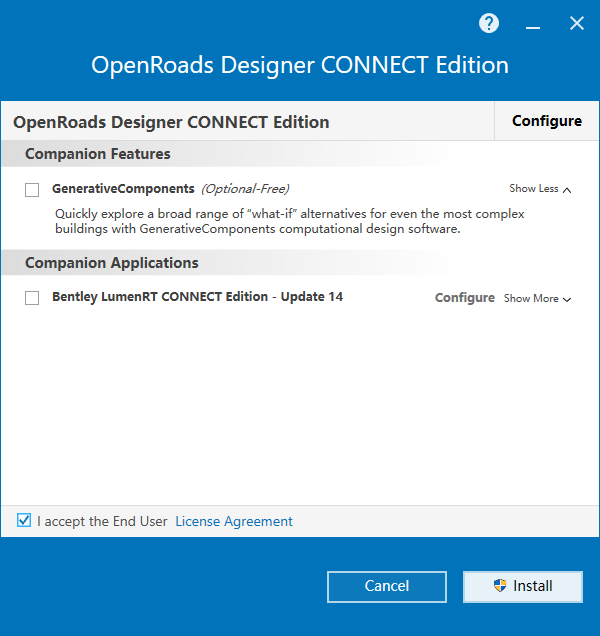 ?
OpenRoads Designer CONNECT Edition
OpenRoads Designer CONNECT Edition
Configure
Companion Features
GenerativeComponents (Optional-Free)
Show Less
Quickly explore a broad range of “what-if” alternatives for even the most complex
buildings with GenerativeComponents computational design software.
Companion Applications
Bentley LumenRT CONNECT Edition - Update 14
Configure
Show More
I accept the End User License Agreement
Cancel
Install